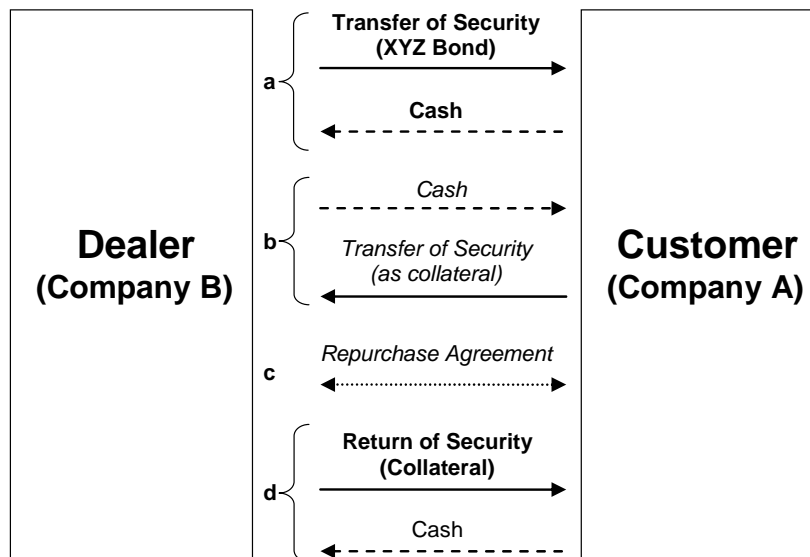 Transfer of Security
(XYZ Bond)
a
Cash
Cash
b
Transfer of Security
(as collateral)
Dealer
(Company B)
Customer
(Company A)
Repurchase Agreement
c
Return of Security
(Collateral)
d
Cash